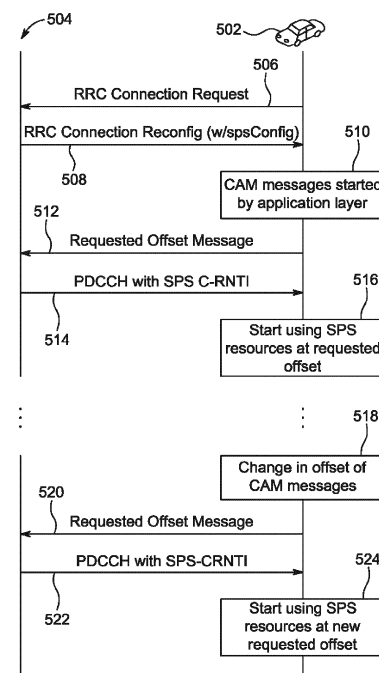 504
502
506
RRC Connection Request
RRC Connection Reconfig (w/spsConfig)
508
510
CAM messages started
by application layer
512
Requested Offset Message
PDCCH with SPS C-RNTI
514
516
Start using SPS
resources at requested
offset
518
Change in offset of
CAM messages
520
Requested Offset Message
PDCCH with SPS-CRNTI
522
524
Start using SPS
resources at new
requested offset